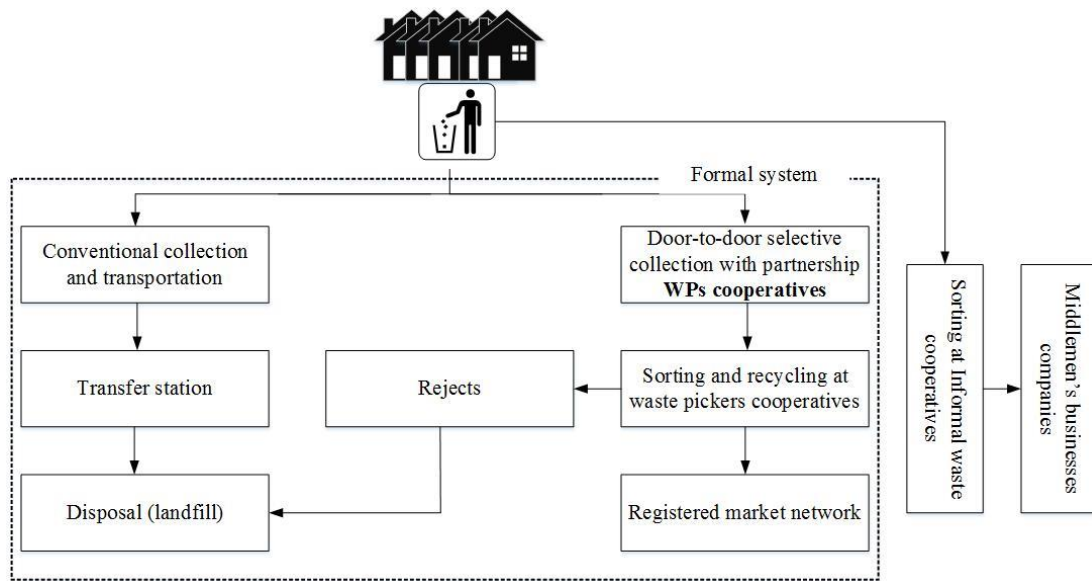 Formal system
Conventional collection
and transportation
Door-to-door selective
collection with partnership
WPs cooperatives
Transfer station
Rejects
Sorting and recycling at
waste pickers cooperatives
Disposal (landfill)
Registered market network
Sorting at Informal waste
cooperatives
Middlemen's businesses
companies